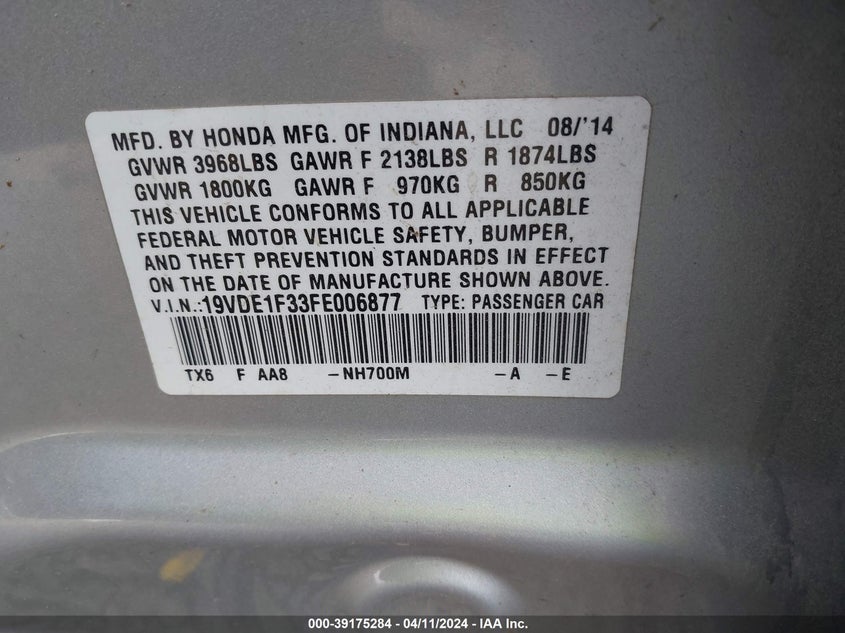 MFD. BY HONDA MFG. OF INDIANA, LLC 08/'14
GVWR 3968LBS GAWR F 2138LBS R 1874LBS
GVWR 1800KG GAWR F 970KG R 850KG
THIS VEHICLE CONFORMS TO ALL APPLICABLE
FEDERAL MOTOR VEHICLE SAFETY, BUMPER,
AND THEFT PREVENTION STANDARDS IN EFFECT
ON THE DATE OF MANUFACTURE SHOWN ABOVE.
V.I.N.:19VDE1F33FE006877 TYPE: PASSENGER CAR
TX6 F AA8 -NH700M -A -E
000-39175284 - 04/11/2024 - IAA Inc.